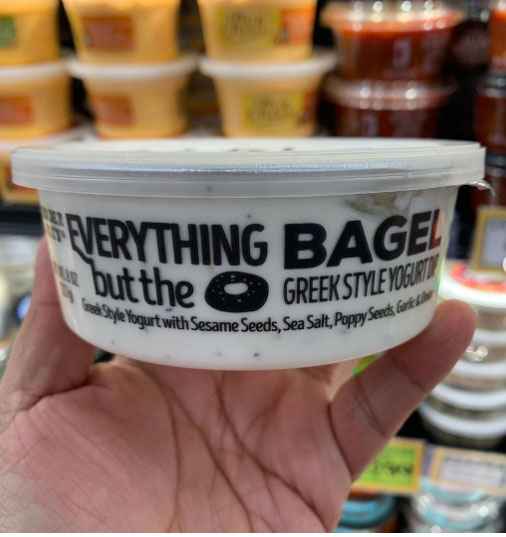 EVERYTHING BAGEL
but the GREEK STYLE YOGURT DIP
Greek Style Yogurt with Sesame Seeds, Sea Salt, Poppy Seeds, Garlic & Onion